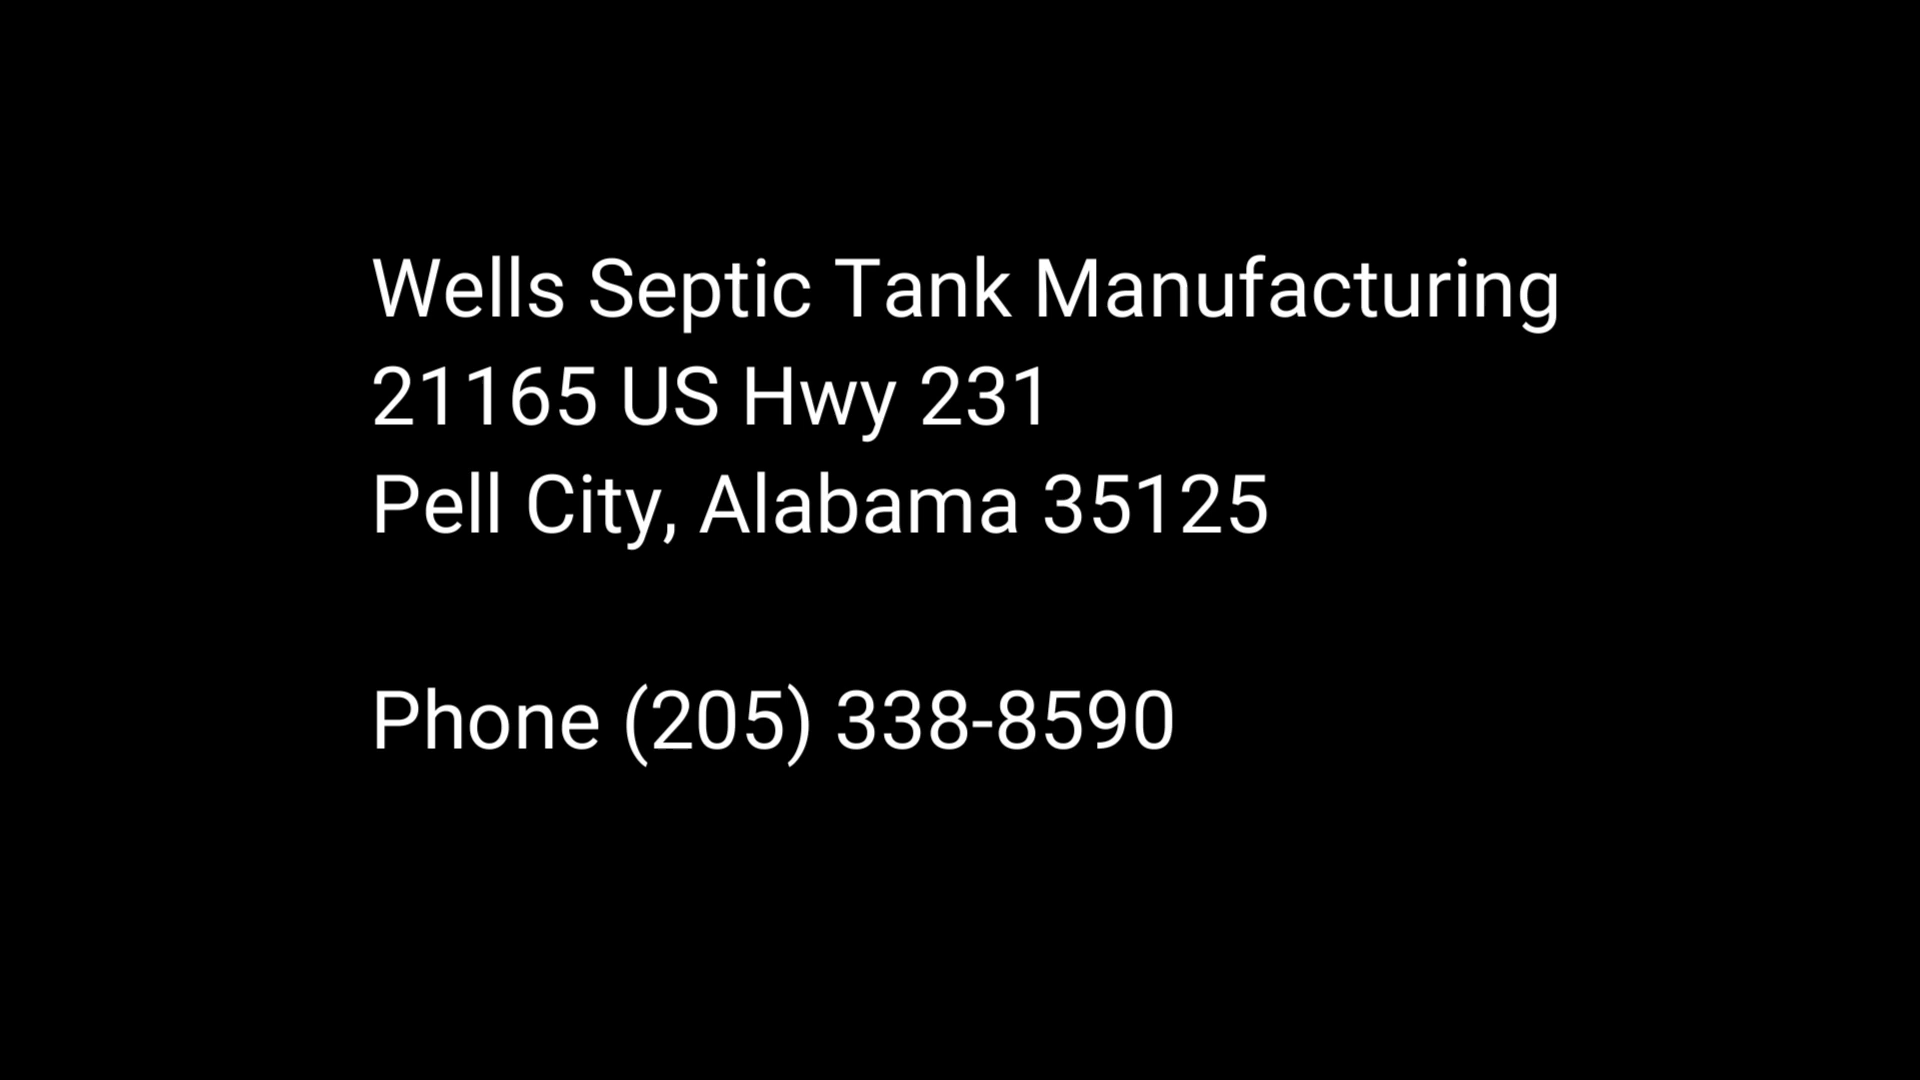 Wells Septic Tank Manufacturing
21165 US Hwy 231
Pell City, Alabama 35125
Phone (205) 338-8590